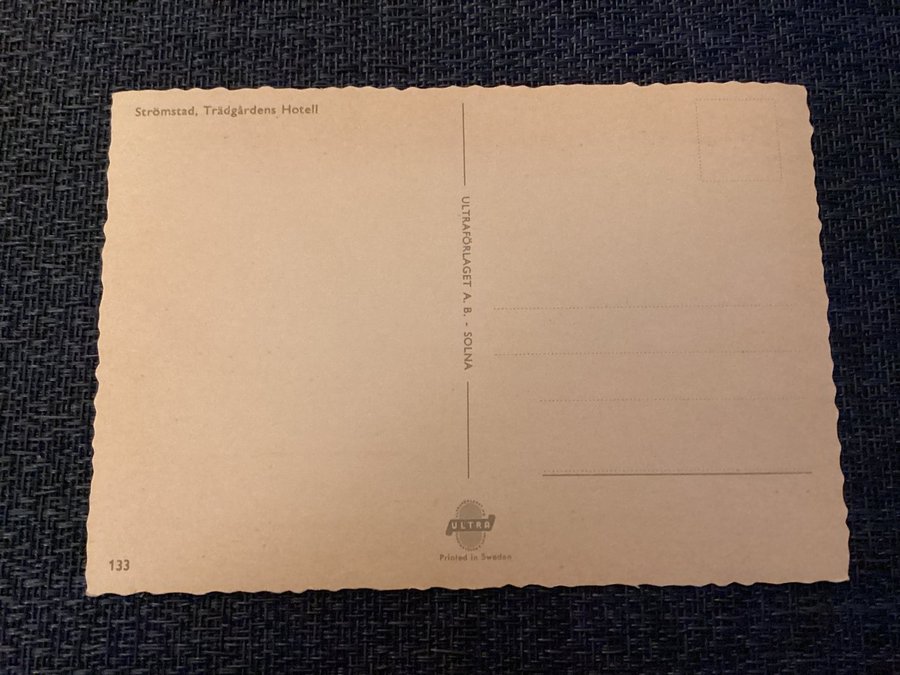 Strömstad, Trädgårdens Hotell
ULTRAFÖRLAGET A. B. - SOLNA
ULTRA
Printed in Sweden
133